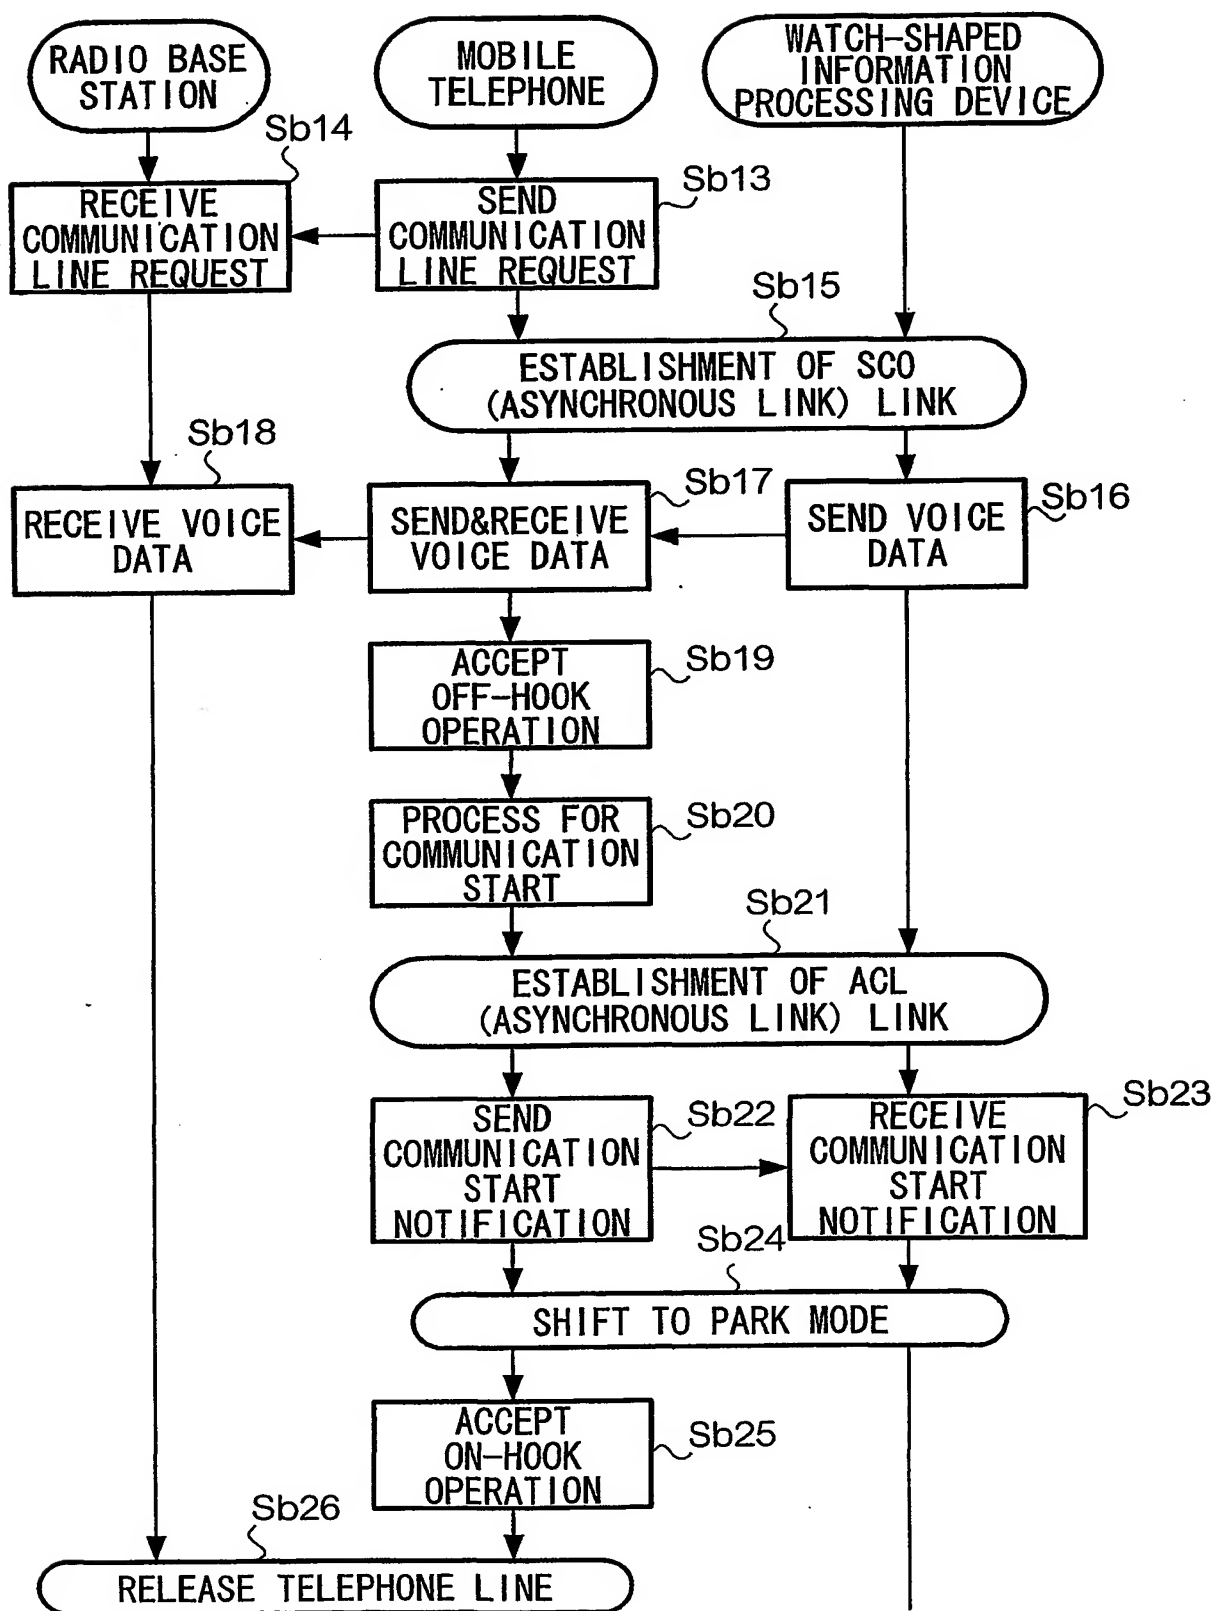 RADIO BASE
STATION
MOBILE
TELEPHONE
WATCH-SHAPED
INFORMATION
PROCESSING DEVICE
Sb14
RECEIVE
COMMUNICATION
LINE REQUEST
Sb13
SEND
COMMUNICATION
LINE REQUEST
Sb15
ESTABLISHMENT OF SCO
(ASYNCHRONOUS LINK) LINK
Sb18
RECEIVE VOICE
DATA
Sb17
SEND&RECEIVE
VOICE DATA
Sb16
SEND VOICE
DATA
Sb19
ACCEPT
OFF-HOOK
OPERATION
Sb20
PROCESS FOR
COMMUNICATION
START
Sb21
ESTABLISHMENT OF ACL
(ASYNCHRONOUS LINK) LINK
Sb22
SEND
COMMUNICATION
START
NOTIFICATION
Sb23
RECEIVE
COMMUNICATION
START
NOTIFICATION
Sb24
SHIFT TO PARK MODE
Sb25
ACCEPT
ON-HOOK
OPERATION
Sb26
RELEASE TELEPHONE LINE